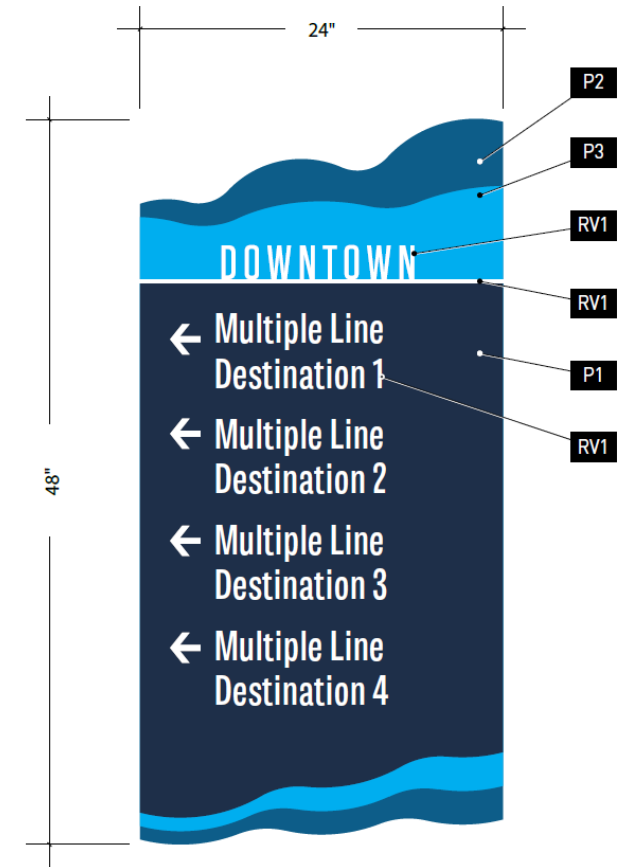 24"
P2
P3
RV1
DOWNTOWN
RV1
Multiple Line
Destination 1
P1
RV1
Multiple Line
Destination 2
48"
Multiple Line
Destination 3
Multiple Line
Destination 4